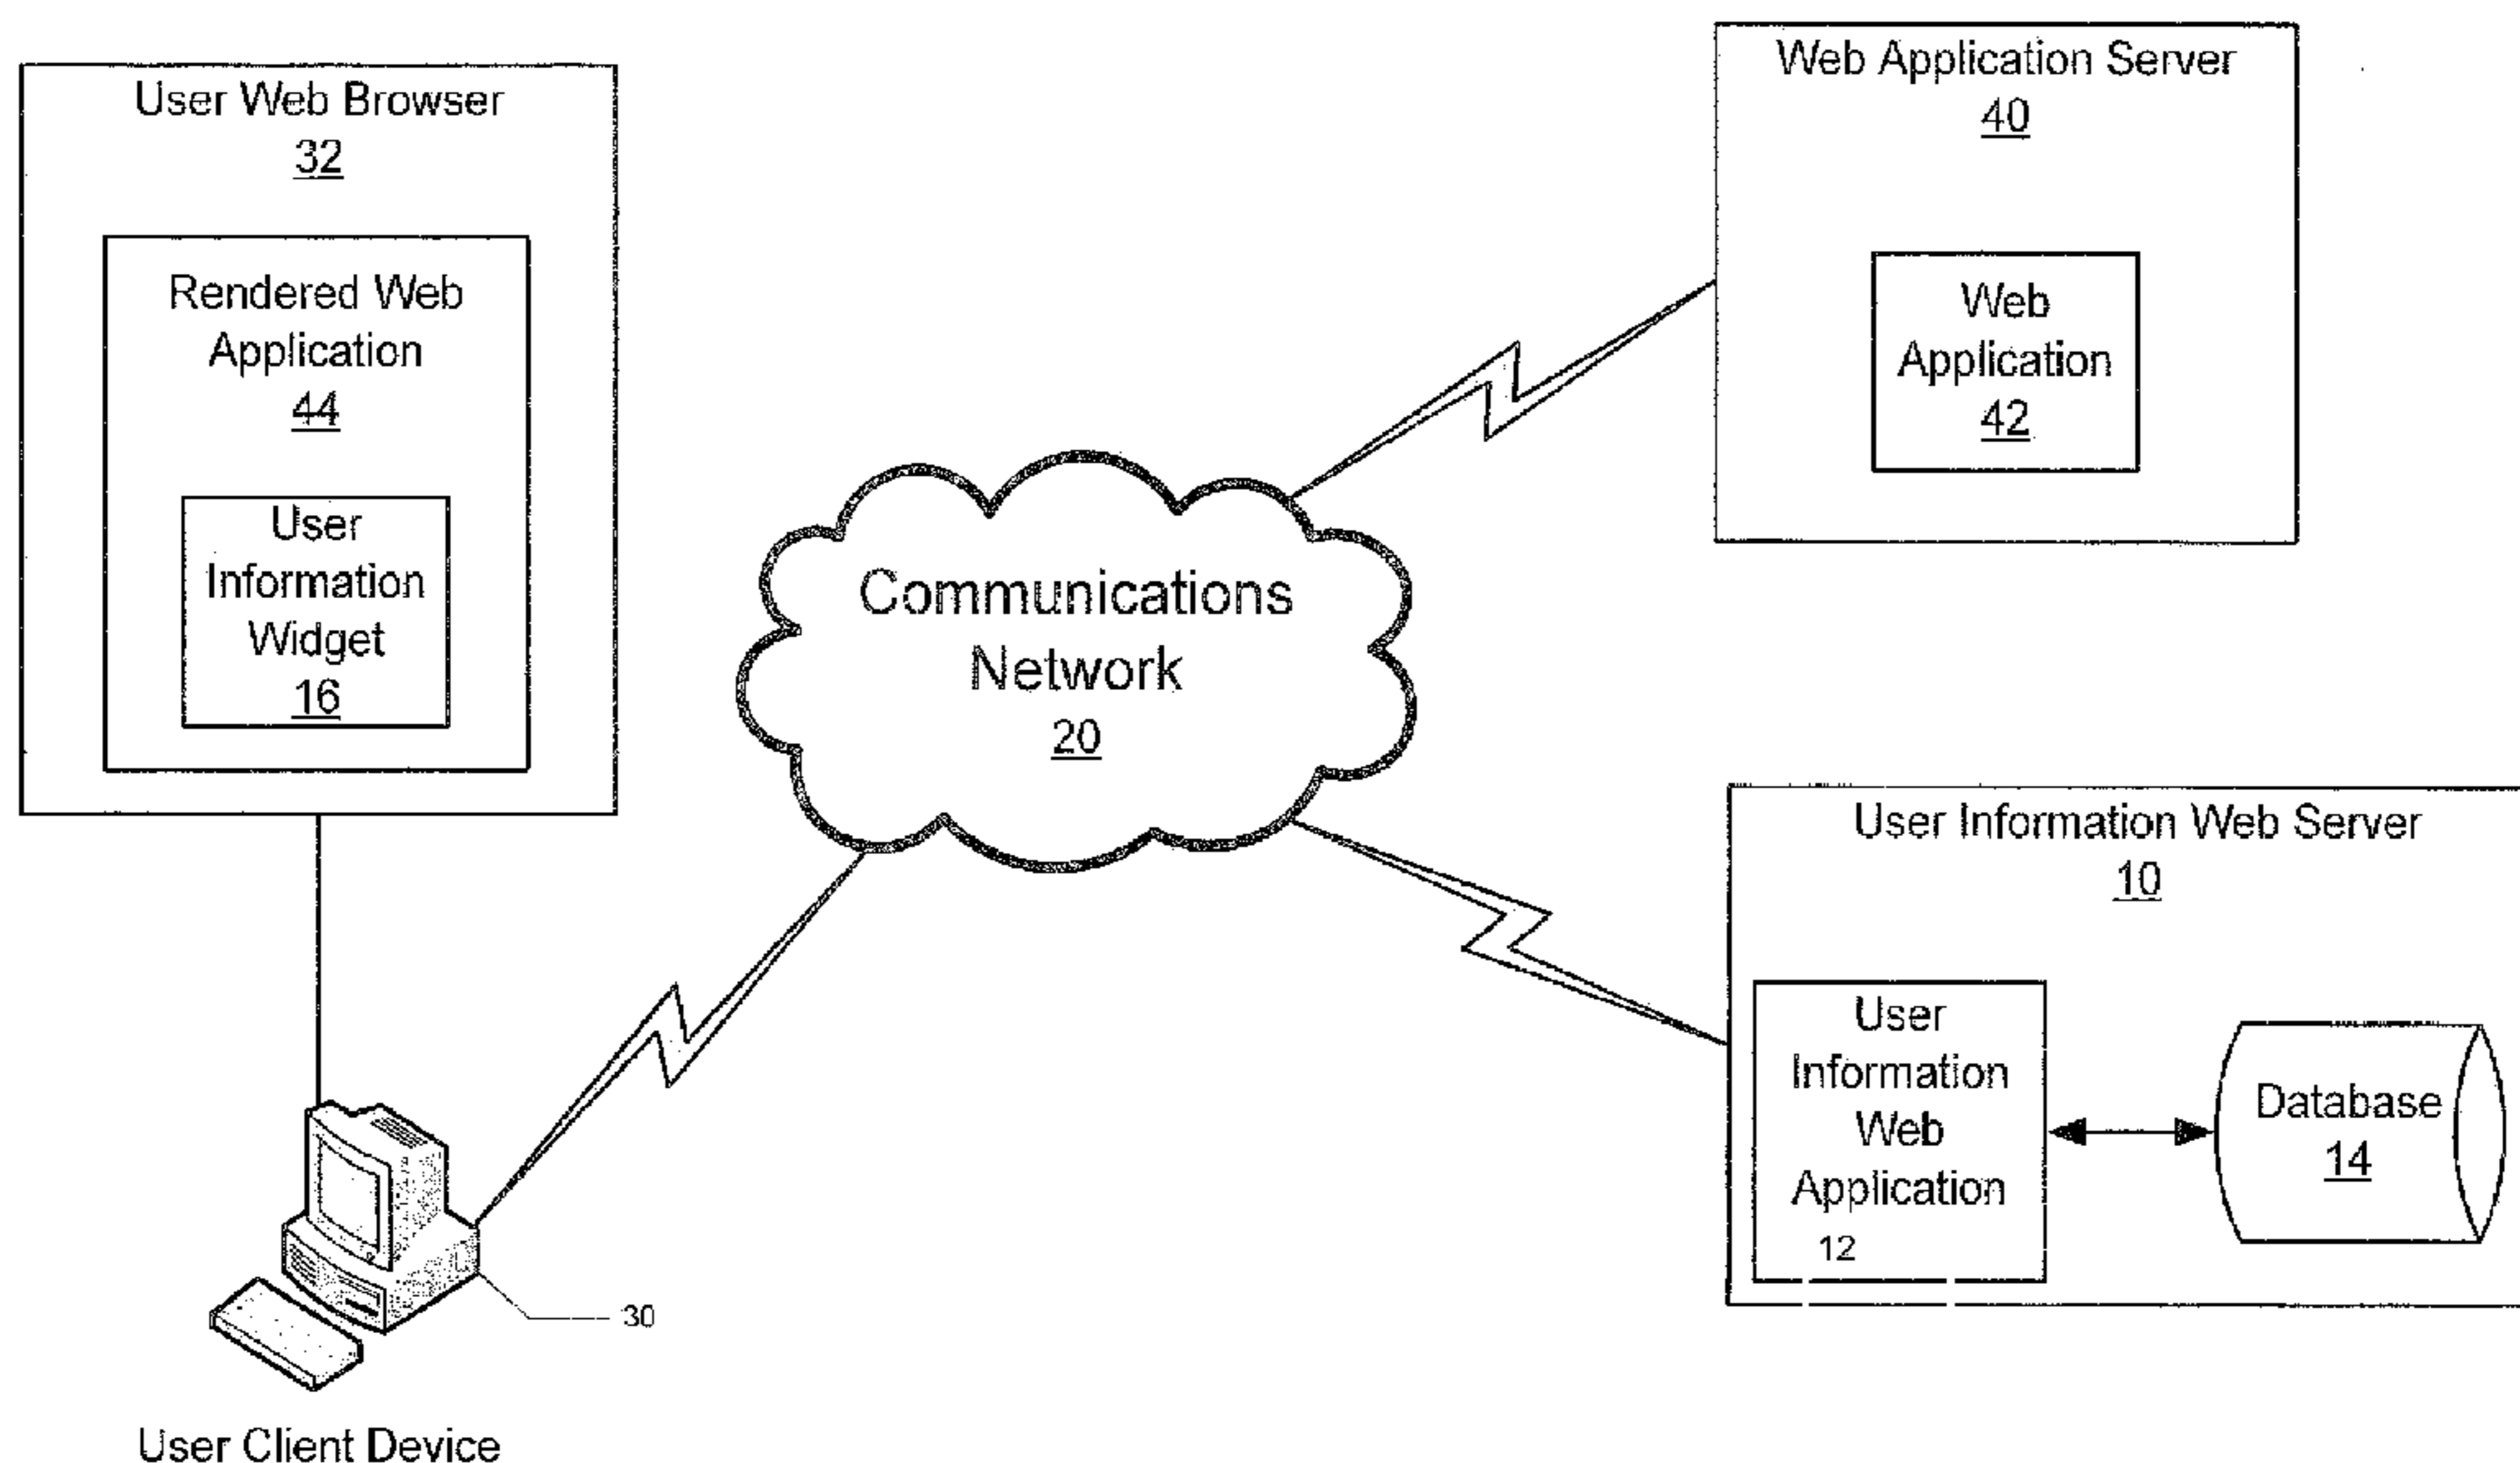 User Web Browser
32
Rendered Web
Application
44
User
Information
Widget
16
Web Application Server
40
Web
Application
42
Communications
Network
20
User Information Web Server
10
User
Information
Web
Application
12
Database
14
30
User Client Device